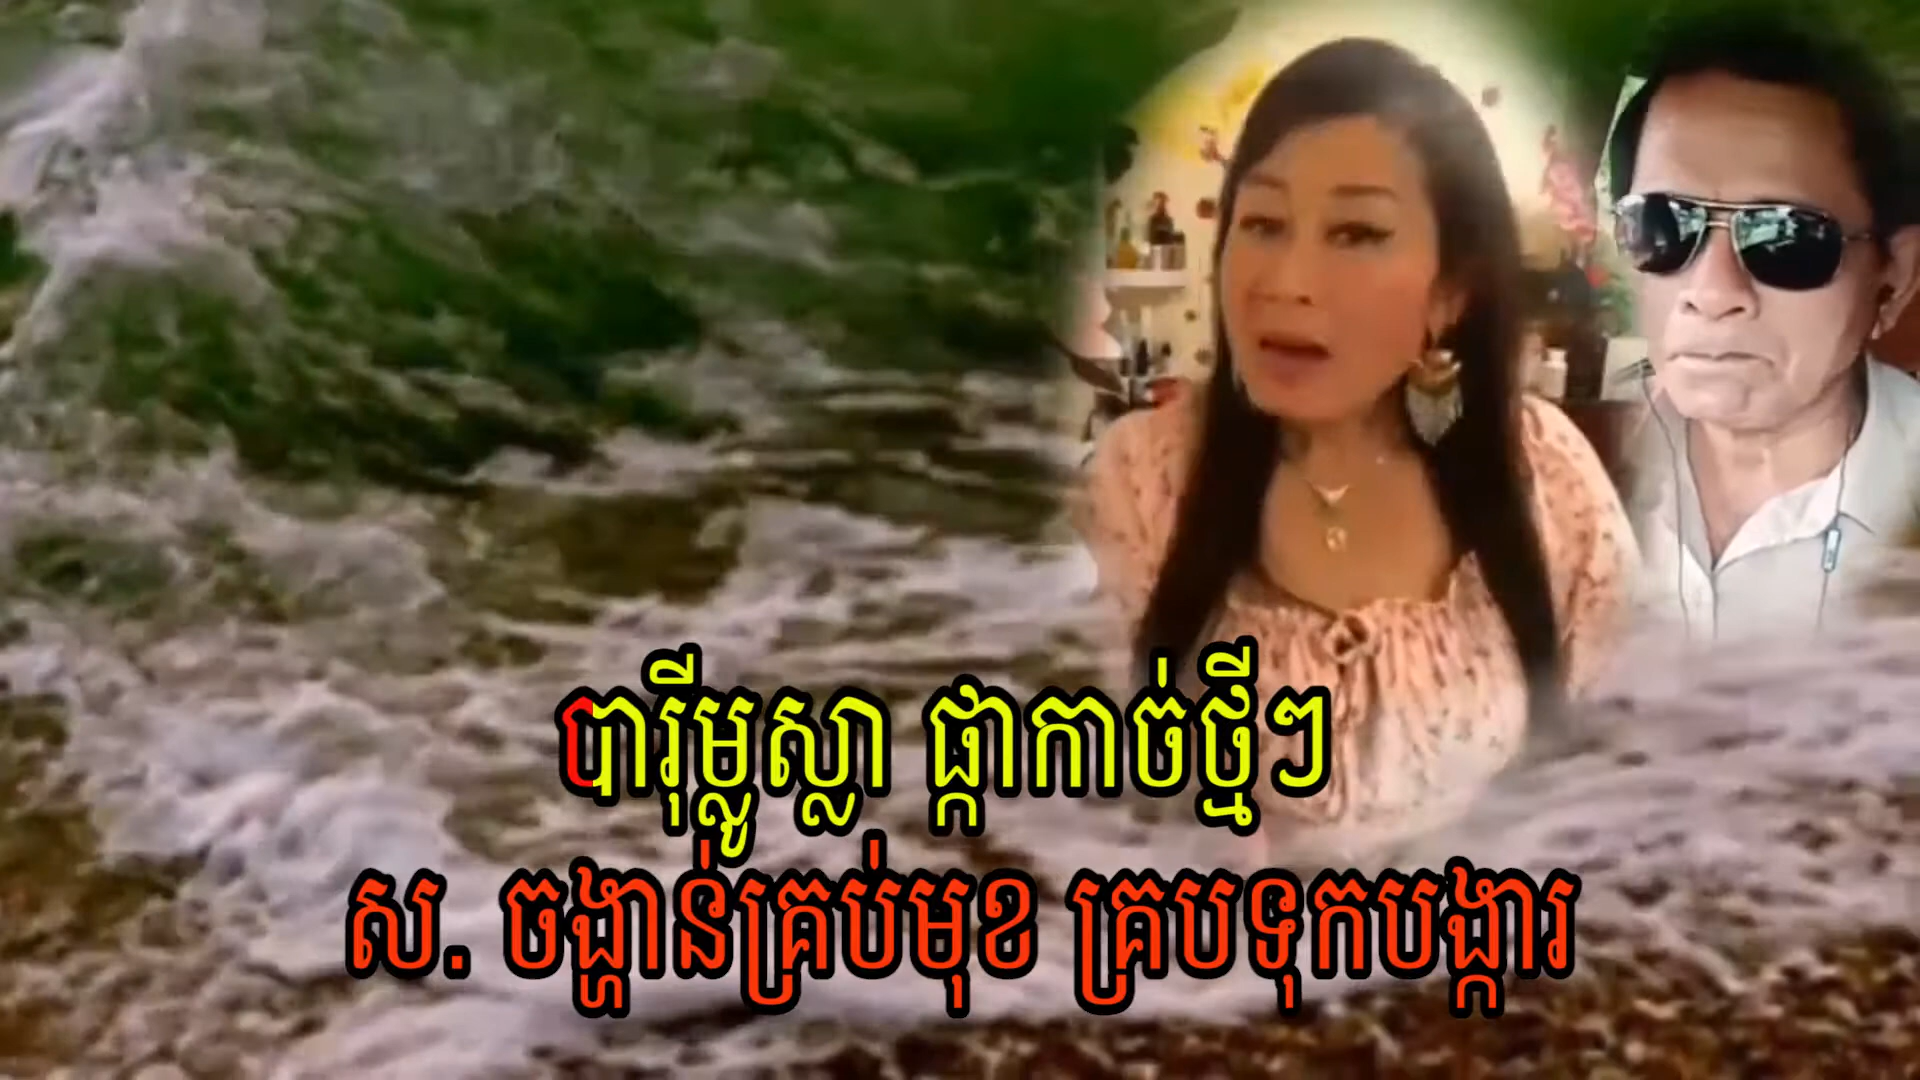 បារ៉ីម្លូស្លា ផ្កាកាច់ថ្មីៗ
ស. ចង្ហាន់គ្រប់មុខ គ្របទុកបង្ការ